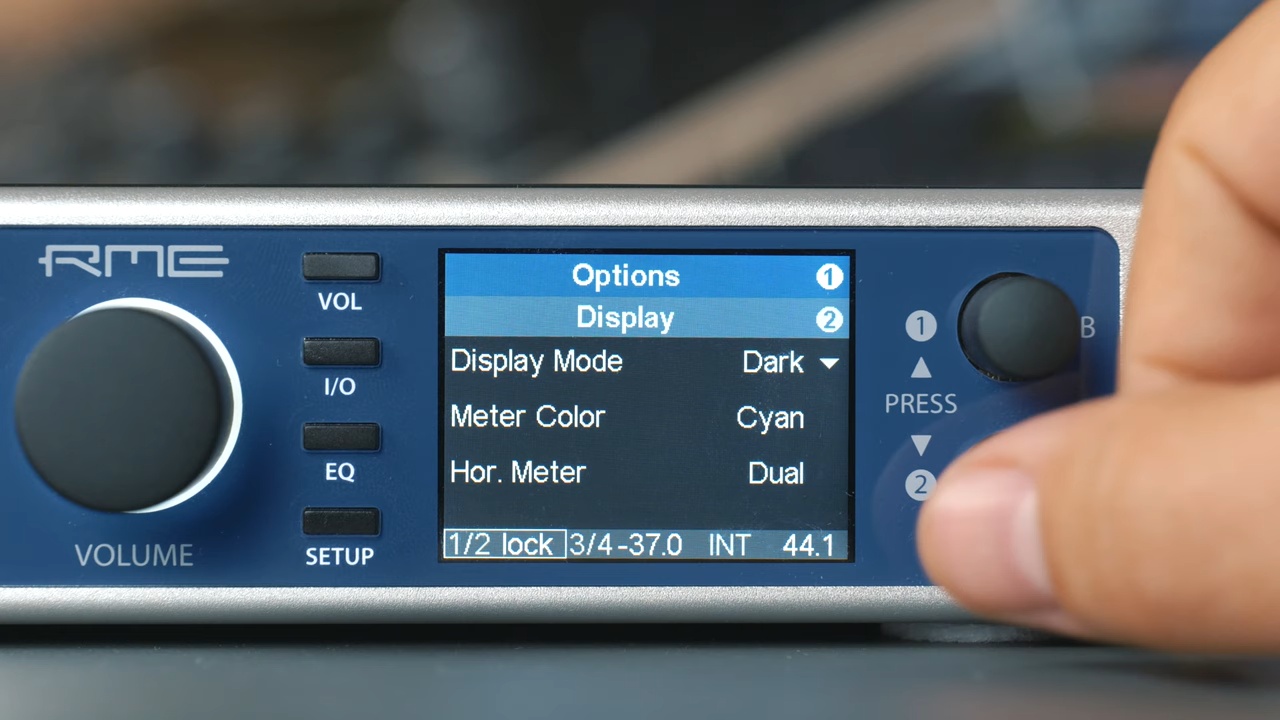 RME
VOL
I/O
EQ
SETUP
VOLUME
Options 1
Display 2
Display Mode Dark
Meter Color Cyan
Hor. Meter Dual
1/2 lock 3/4 -37.0 INT 44.1
1
PRESS
2
B